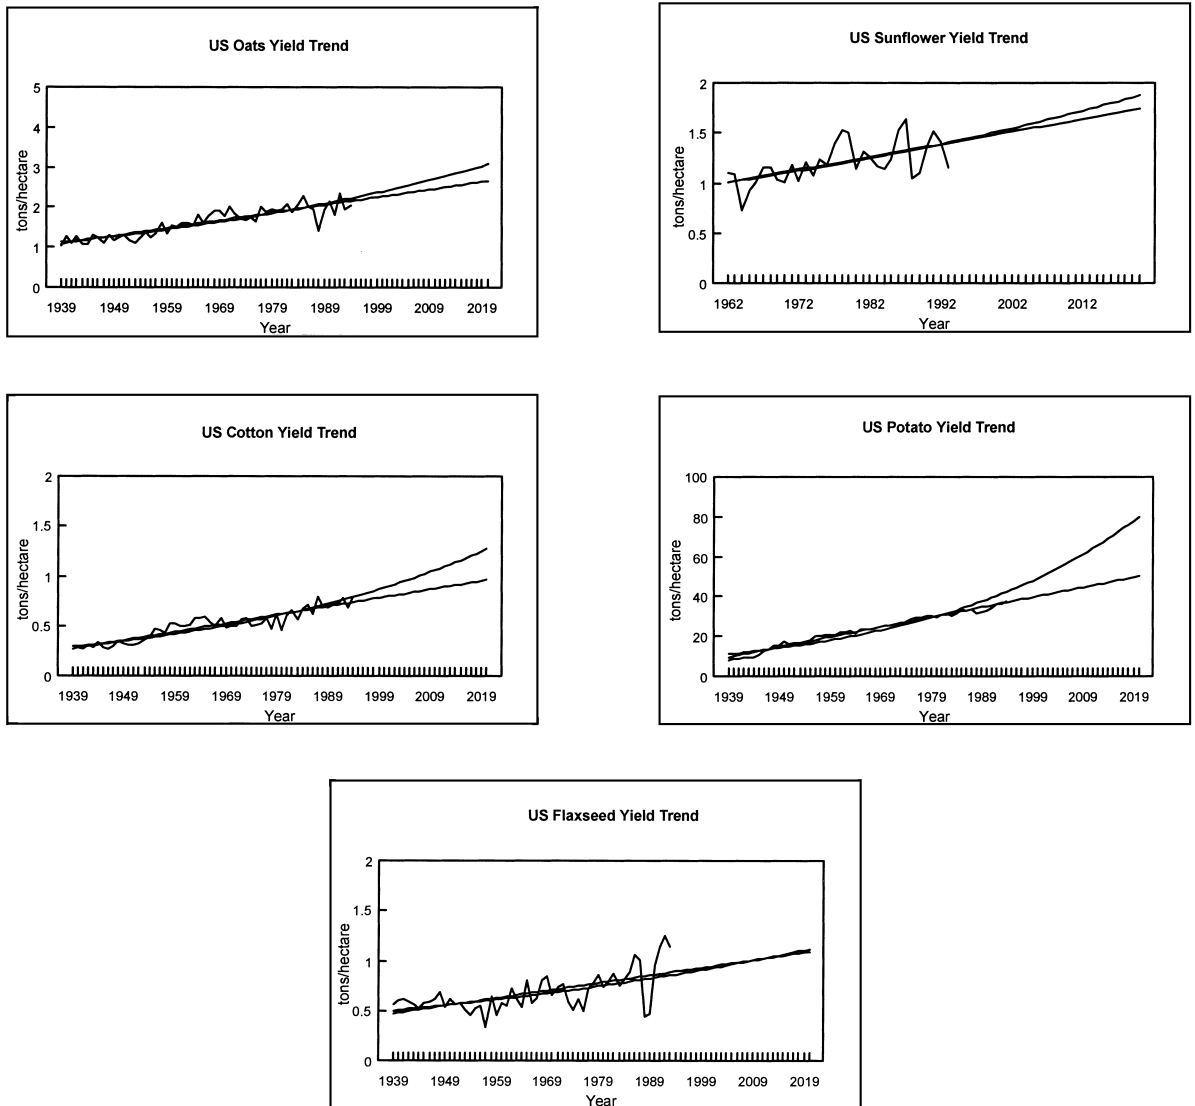 US Oats Yield Trend
5
4
3
2
1
0
tons/hectare
1939 1949 1959 1969 1979 1989 1999 2009 2019
Year
US Sunflower Yield Trend
2
1.5
1
0.5
0
tons/hectare
1962 1972 1982 1992 2002 2012
Year
US Cotton Yield Trend
2
1.5
1
0.5
0
tons/hectare
1939 1949 1959 1969 1979 1989 1999 2009 2019
Year
US Potato Yield Trend
100
80
60
40
20
0
tons/hectare
1939 1949 1959 1969 1979 1989 1999 2009 2019
Year
US Flaxseed Yield Trend
2
1.5
1
0.5
0
tons/hectare
1939 1949 1959 1969 1979 1989 1999 2009 2019
Year